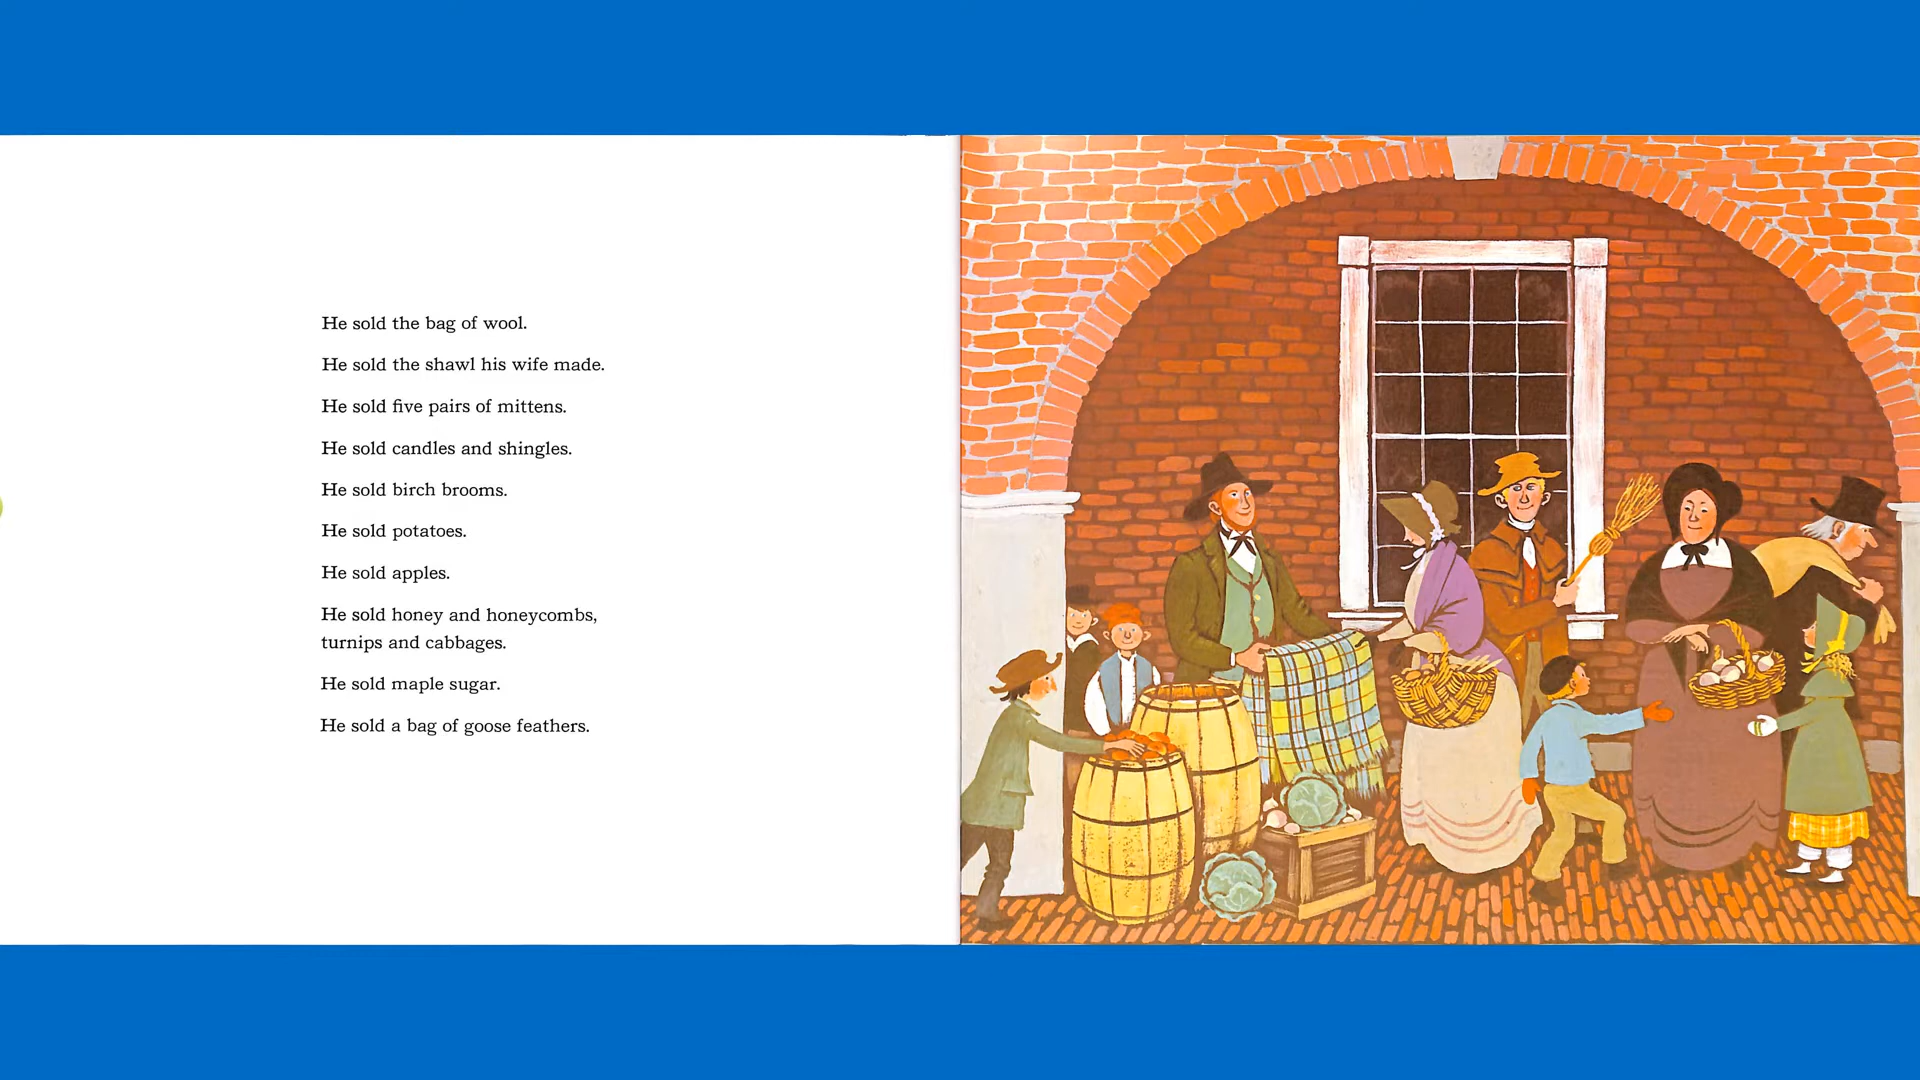 He sold the bag of wool.
He sold the shawl his wife made.
He sold five pairs of mittens.
He sold candles and shingles.
He sold birch brooms.
He sold potatoes.
He sold apples.
He sold honey and honeycombs,
turnips and cabbages.
He sold maple sugar.
He sold a bag of goose feathers.